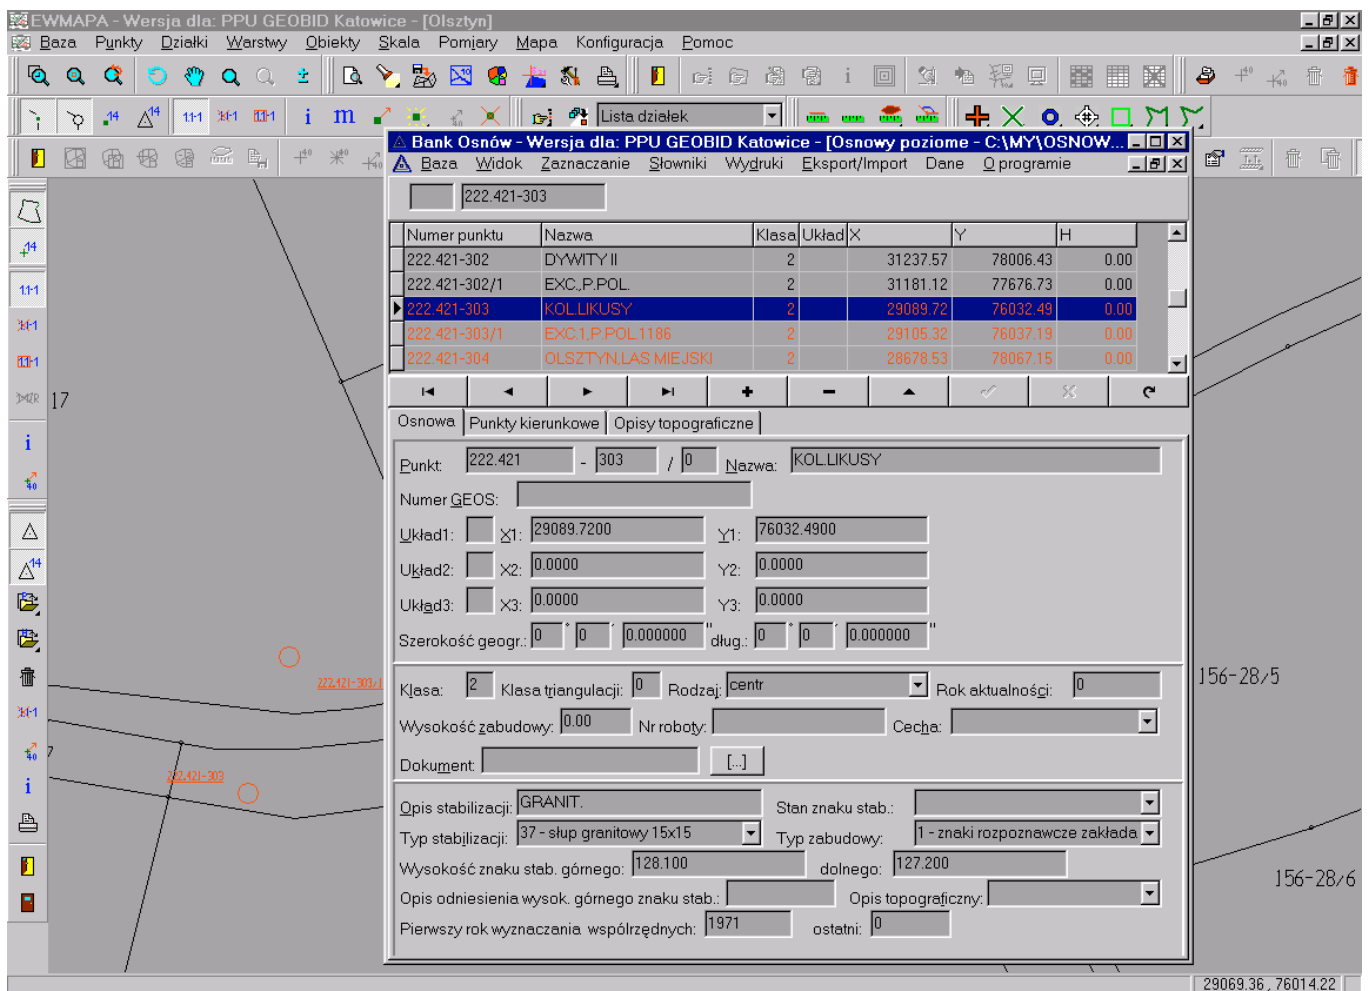 EWMAPA - Wersja dla: PPU GEOBID Katowice - [Olsztyn]
Baza Punkty Działki Warstwy Obiekty Skala Pomiary Mapa Konfiguracja Pomoc
Lista działek
Bank Osnów - Wersja dla: PPU GEOBID Katowice - [Osnowy poziome - C:\MY\OSNOW...
Baza Widok Zaznaczanie Słowniki Wydruki Eksport/Import Dane O programie
222.421-303
Numer punktu Nazwa Klasa Układ X Y H
222.421-302 DYWITY II 2 31237.57 78006.43 0.00
222.421-302/1 EXC.,P.POL. 2 31181.12 77676.73 0.00
222.421-303 KOL.LIKUSY 2 29089.72 76032.49 0.00
222.421-303/1 EXC.1,P.POL.1186 2 29105.32 76037.19 0.00
222.421-304 OLSZTYN,LAS MIEJSKI 2 28678.53 78067.15 0.00
Osnowa Punkty kierunkowe Opisy topograficzne
Punkt: 222.421 - 303 / 0 Nazwa: KOL.LIKUSY
Numer GEOS:
Układ1: X1: 29089.7200 Y1: 76032.4900
Układ2: X2: 0.0000 Y2: 0.0000
Układ3: X3: 0.0000 Y3: 0.0000
Szerokość geogr.: 0 ° 0 ' 0.000000 " dług.: 0 ° 0 ' 0.000000 "
Klasa: 2 Klasa triangulacji: 0 Rodzaj: centr Rok aktualności: 0
Wysokość zabudowy: 0.00 Nr roboty: Cecha:
Dokument: [...]
Opis stabilizacji: GRANIT. Stan znaku stab.:
Typ stabilizacji: 37 - słup granitowy 15x15 Typ zabudowy: 1 - znaki rozpoznawcze zakłada
Wysokość znaku stab. górnego: 128.100 dolnego: 127.200
Opis odniesienia wysok. górnego znaku stab.: Opis topograficzny:
Pierwszy rok wyznaczania współrzędnych: 1971 ostatni: 0
17
222.421-303/1
7
222.421-303
156-28/5
156-28/6
29069.36 , 76014.22